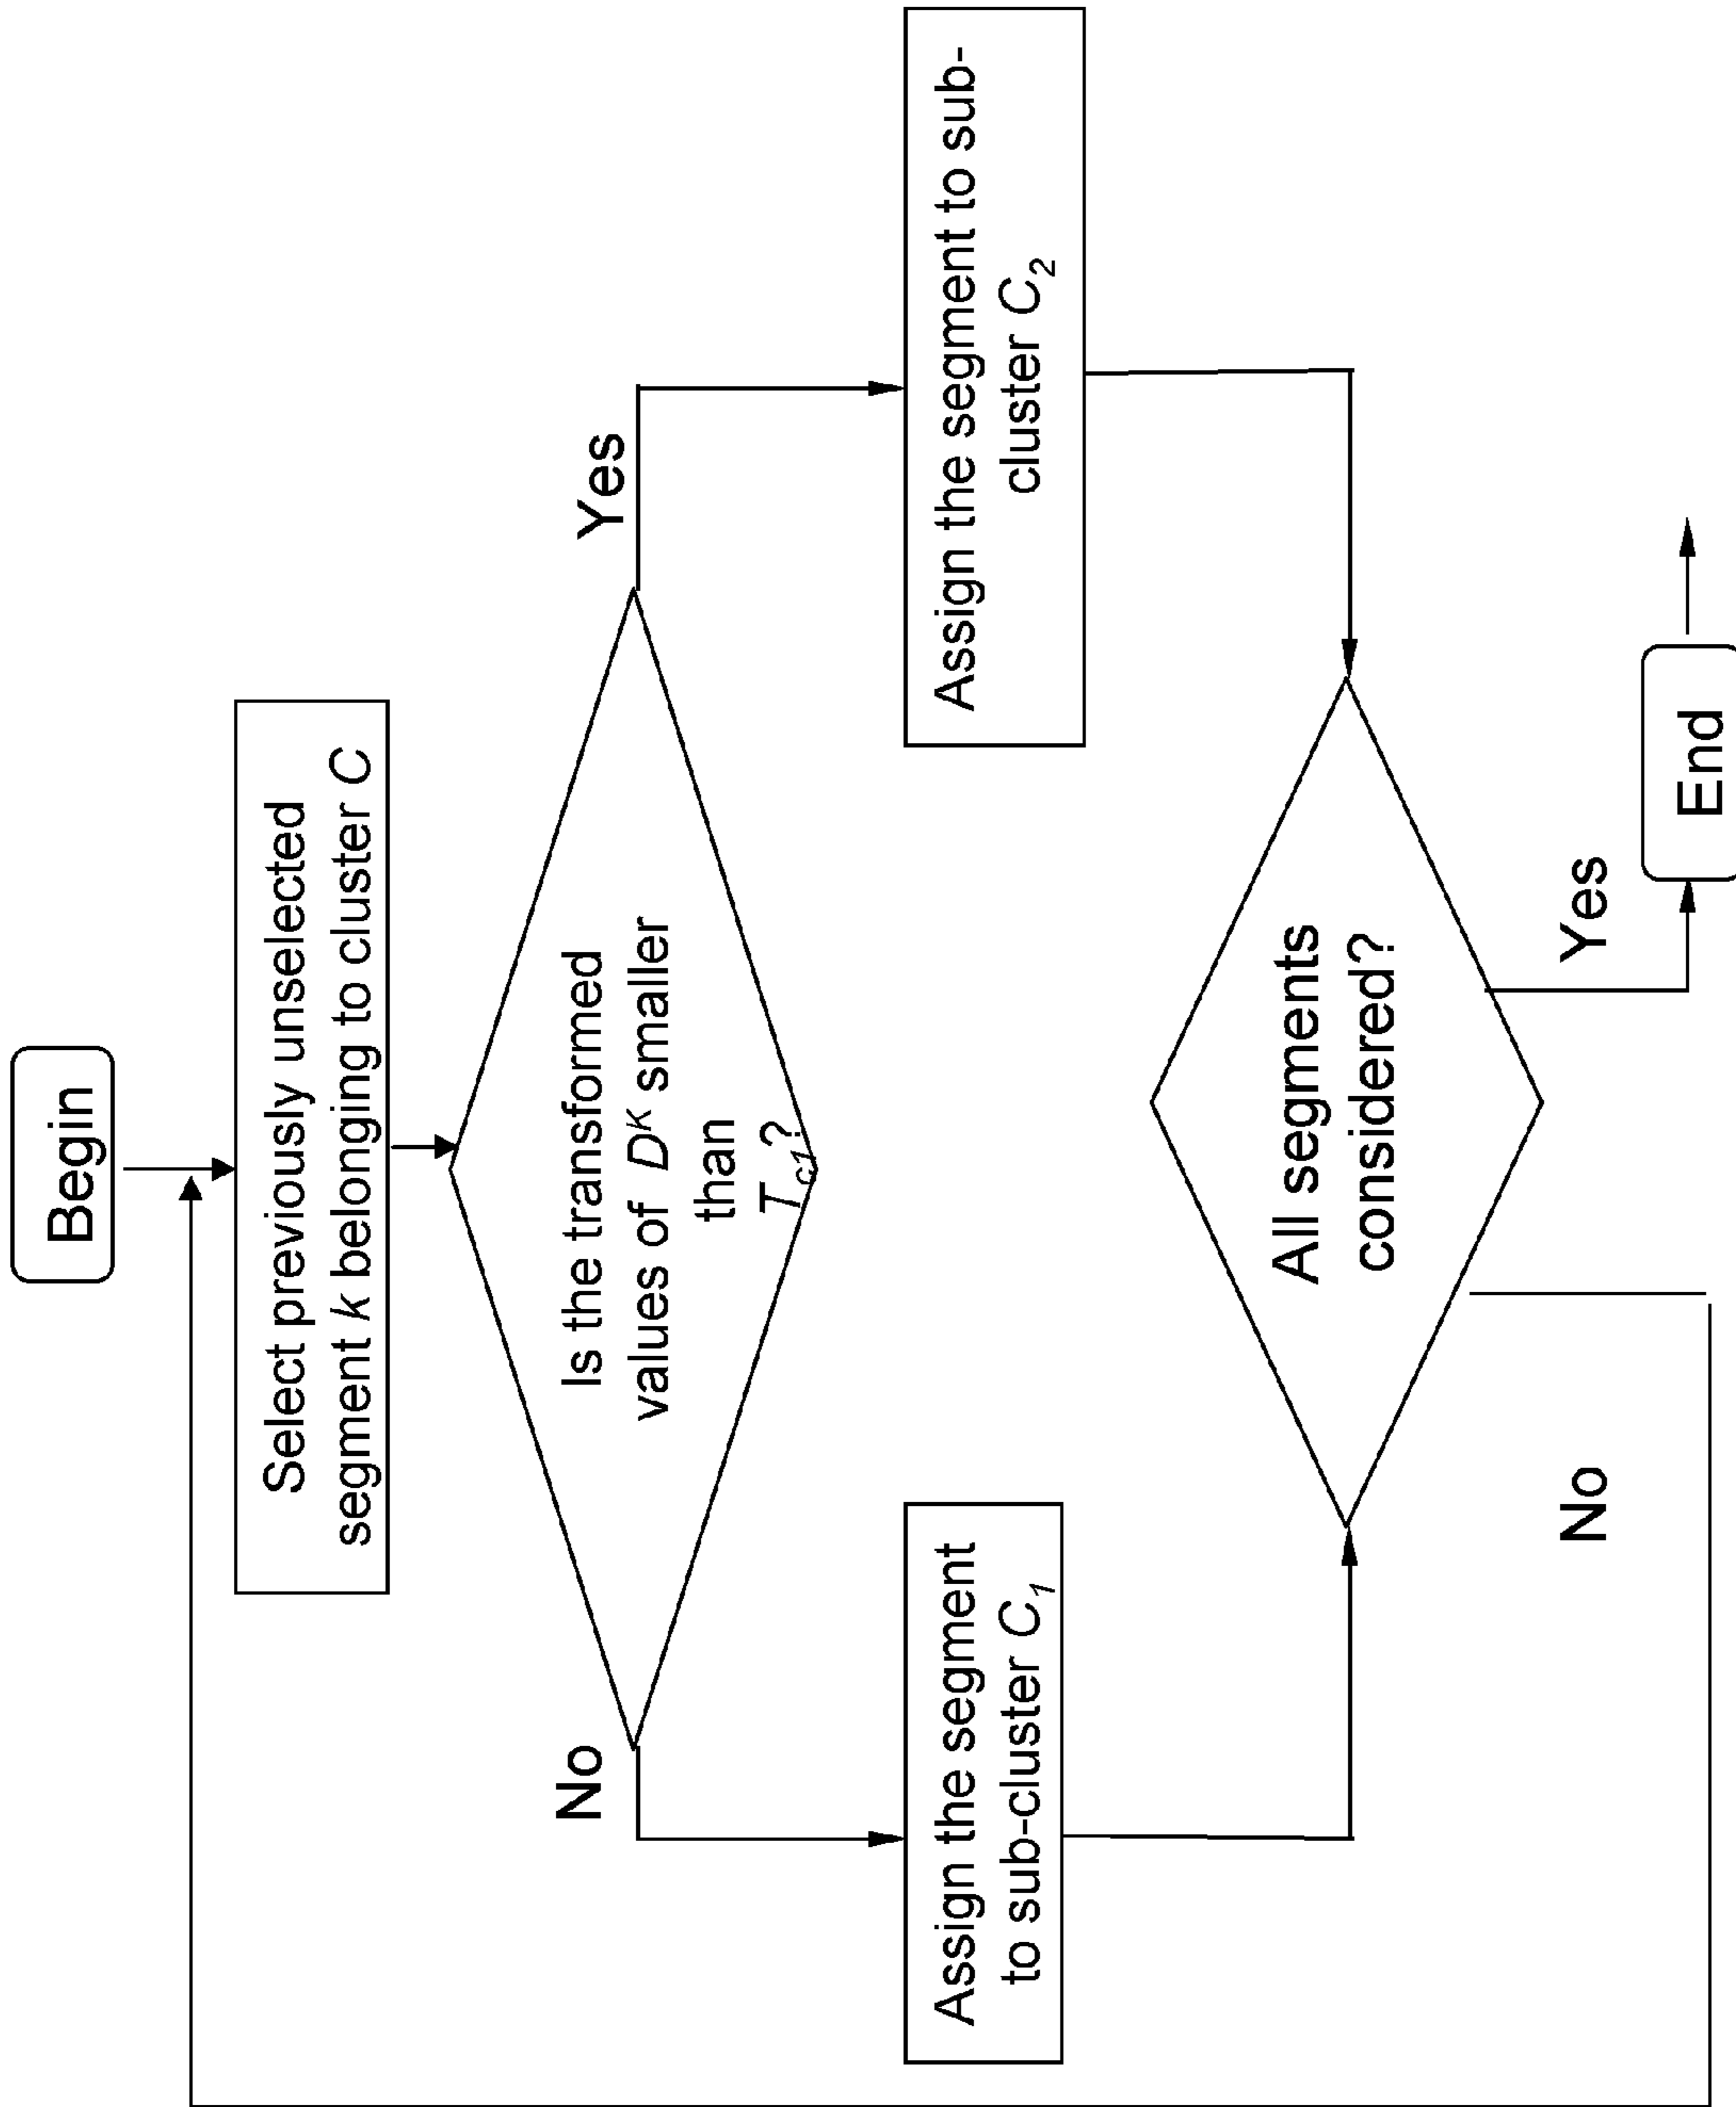 Begin
Select previously unselected
segment k belonging to cluster C
Is the transformed
values of D^k smaller
than
T_c1?
No
Yes
Assign the segment
to sub-cluster C_1
Assign the segment to sub-
cluster C_2
All segments
considered?
No
Yes
End